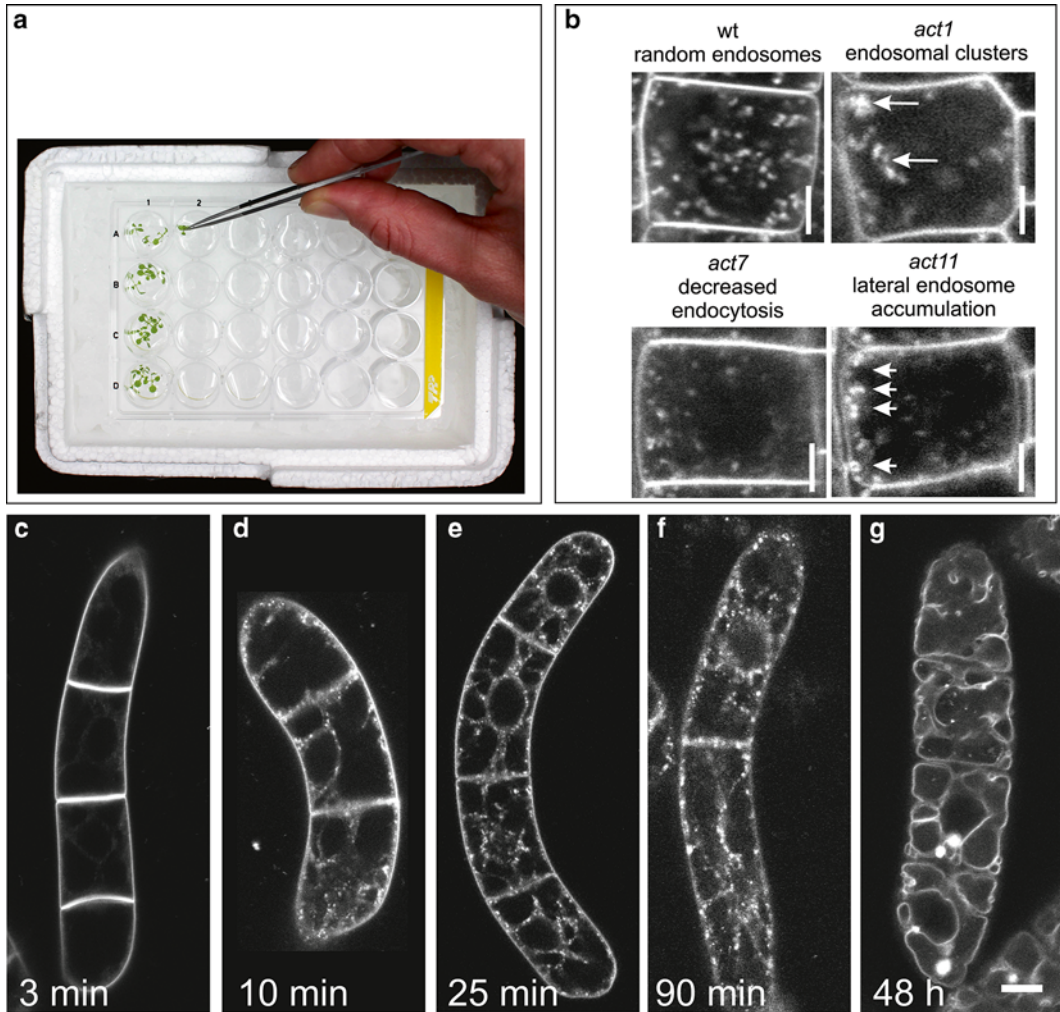 a
1
2
A
B
C
D
b
wt
random endosomes
act1
endosomal clusters
act7
decreased
endocytosis
act11
lateral endosome
accumulation
c
3 min
d
10 min
e
25 min
f
90 min
g
48 h